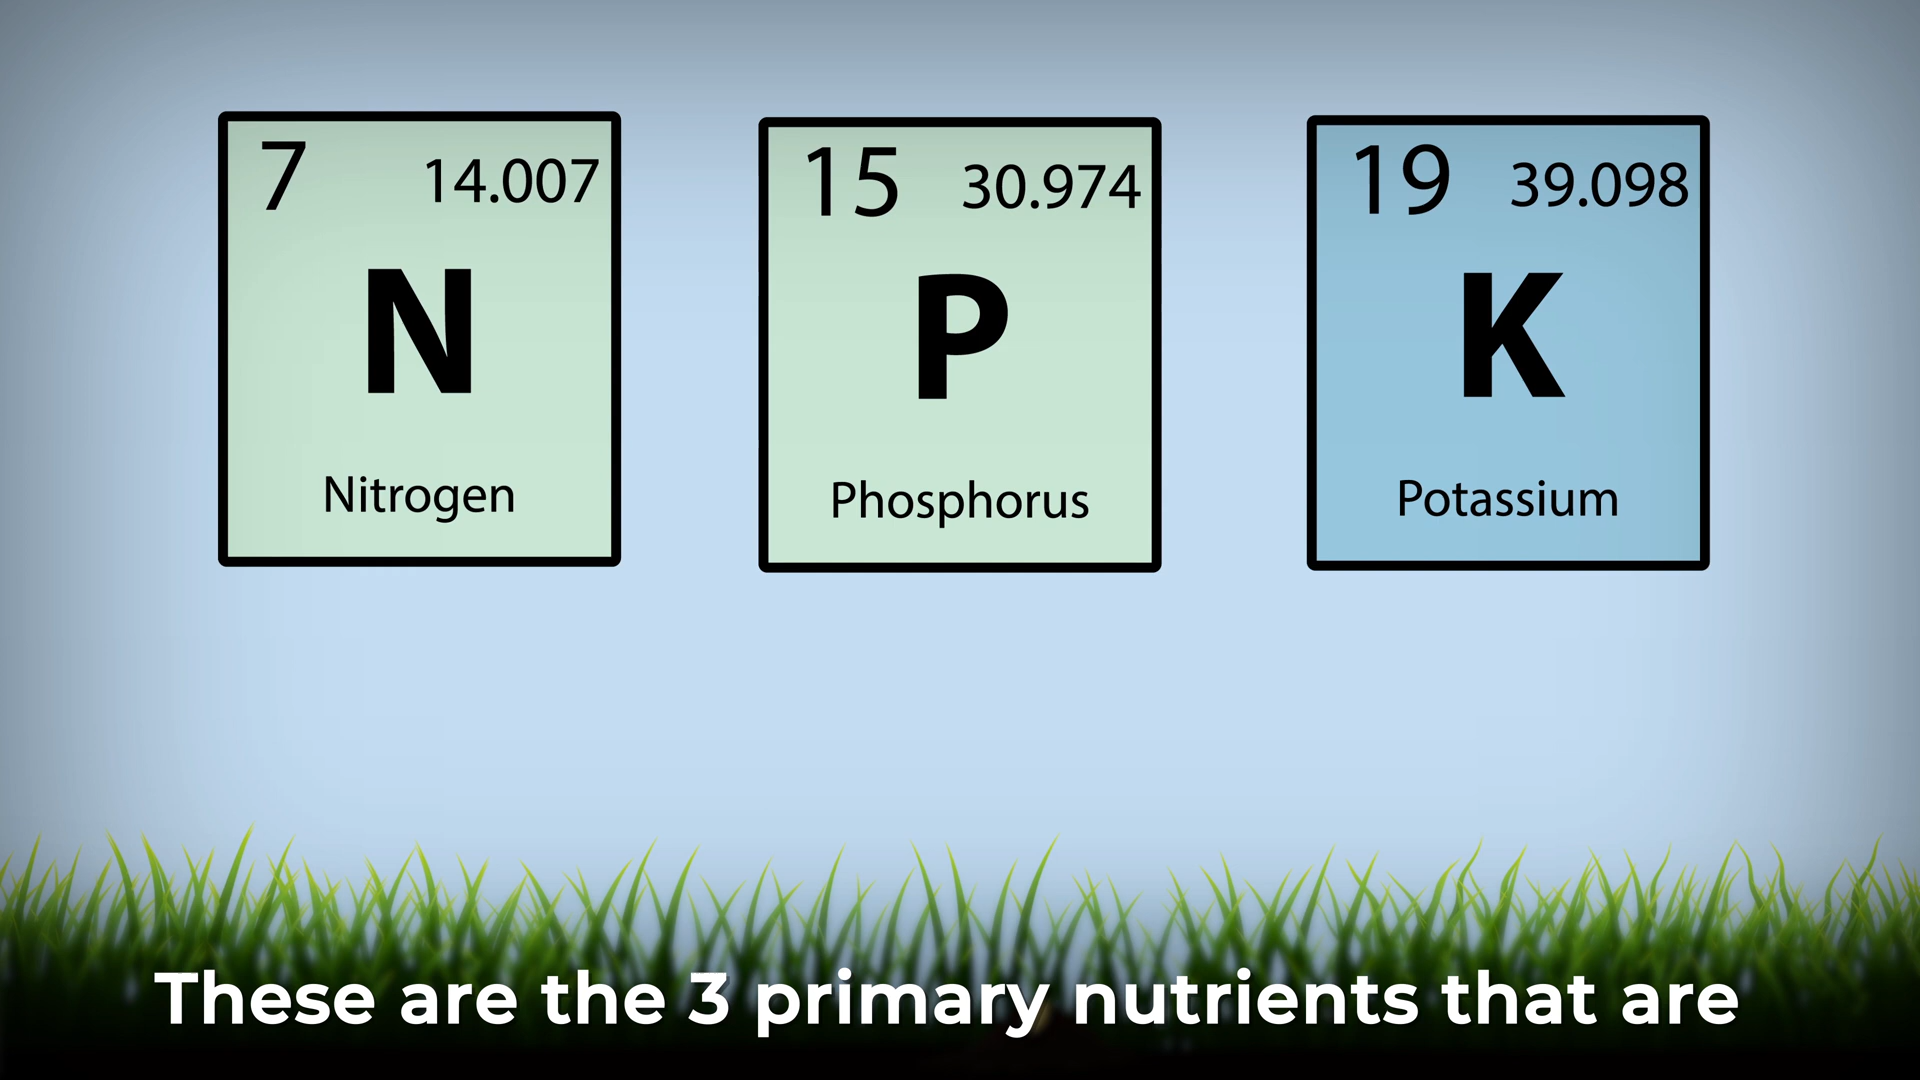 7 14.007
N
Nitrogen
15 30.974
P
Phosphorus
19 39.098
K
Potassium
These are the 3 primary nutrients that are